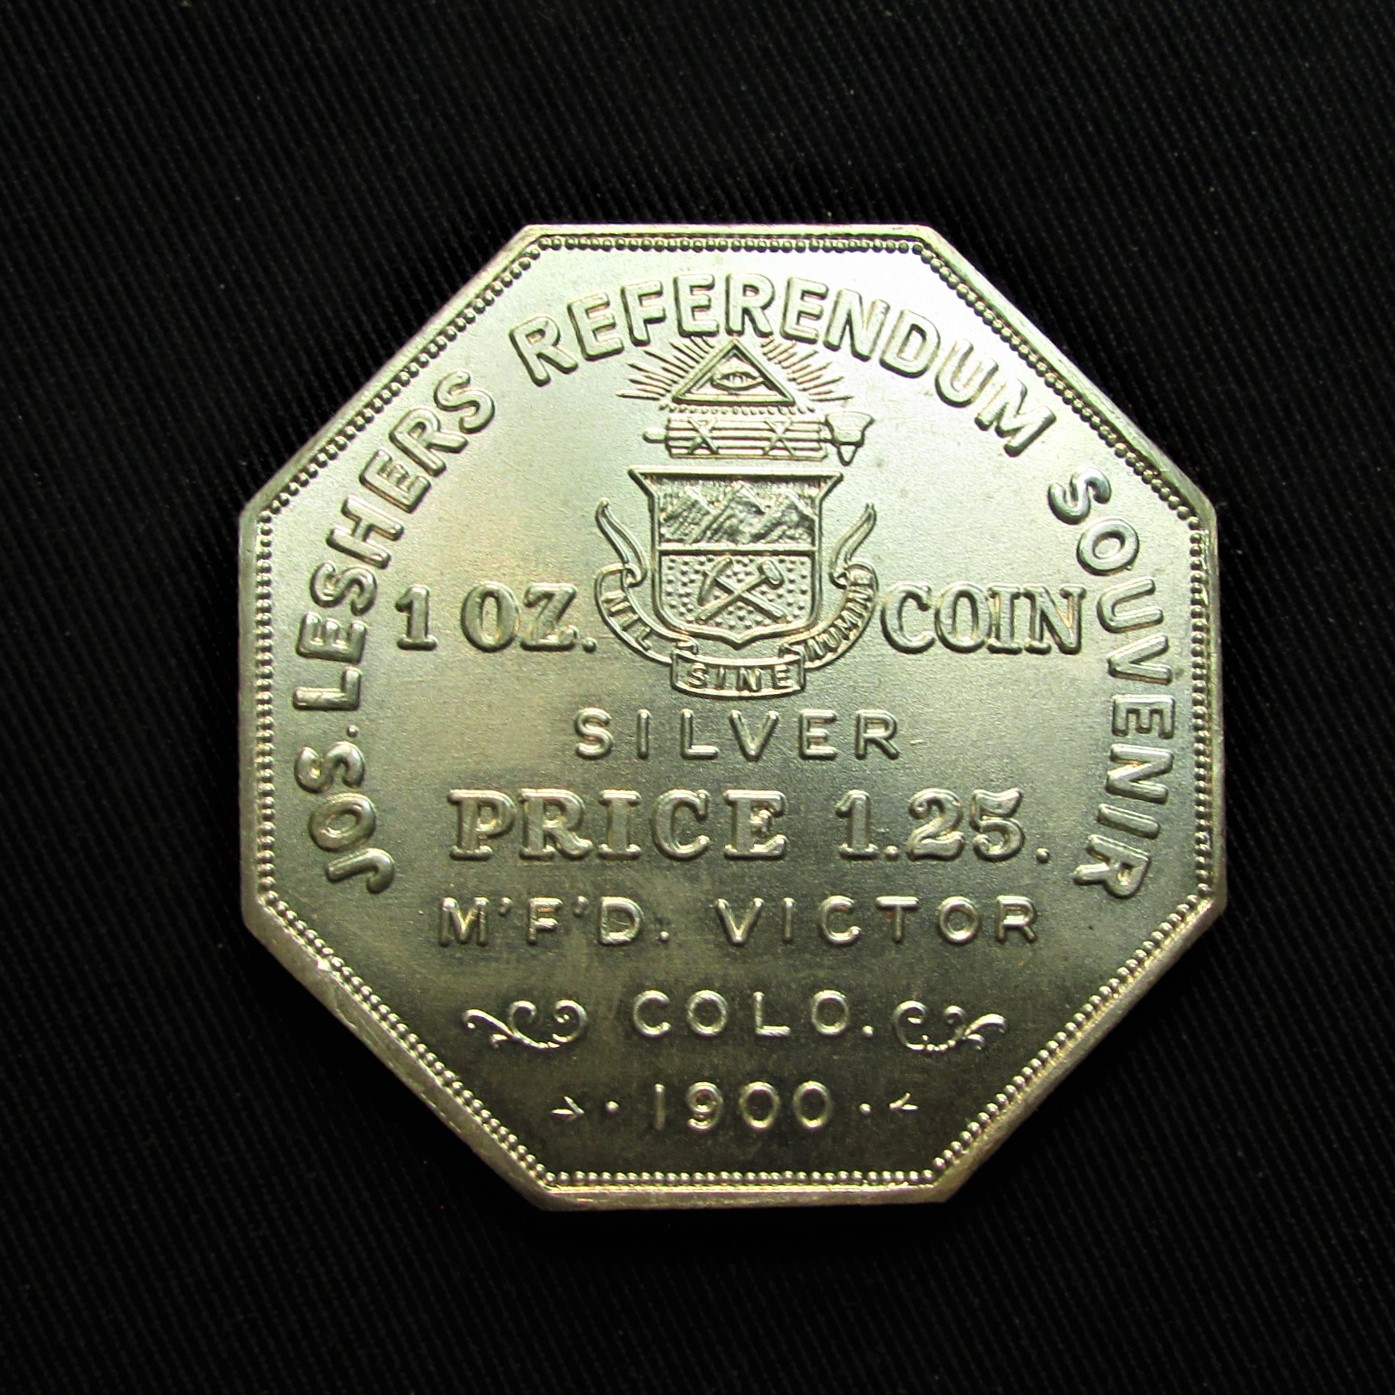 JOS. LESHERS REFERENDUM SOUVENIR
1 OZ. COIN
NIL SINE NUMINE
SILVER
PRICE 1.25.
M'F'D. VICTOR
COLO.
1900